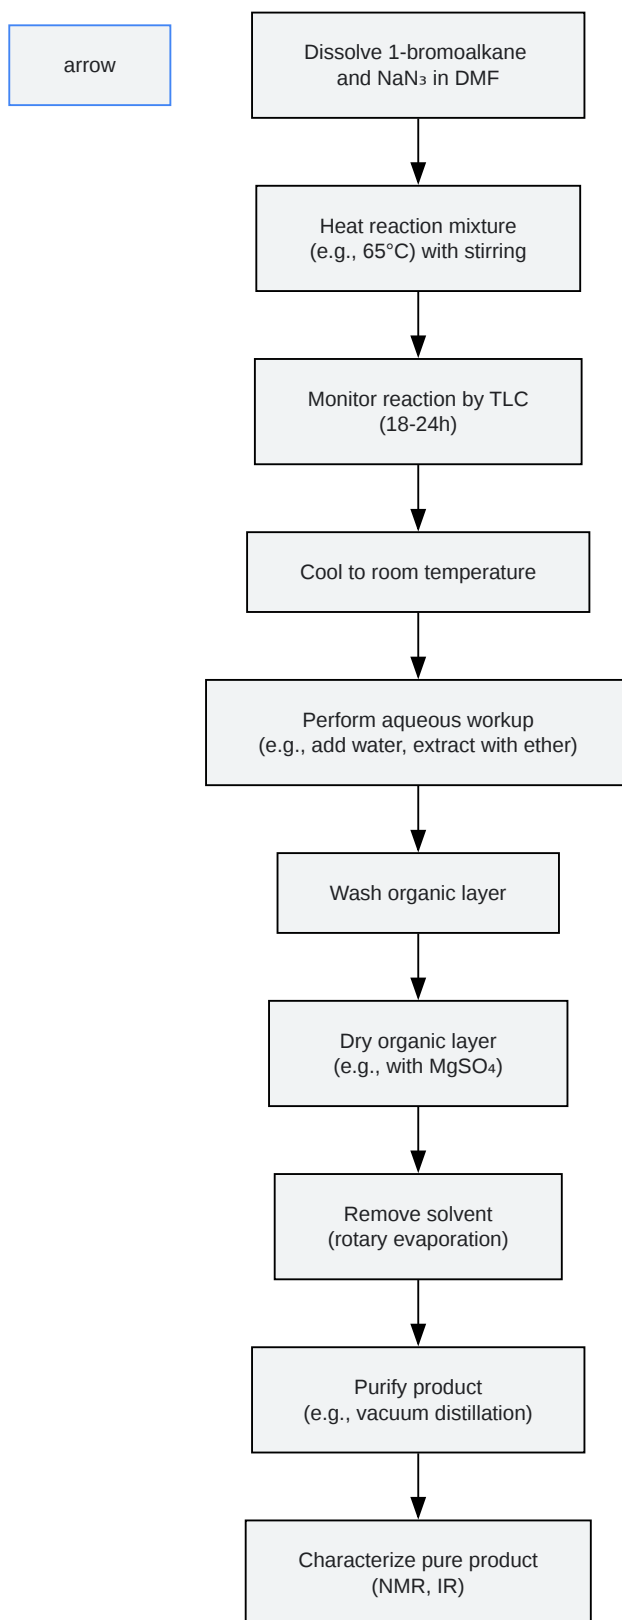 arrow
Dissolve 1-bromoalkane
and NaN₃ in DMF
Heat reaction mixture
(e.g., 65°C) with stirring
Monitor reaction by TLC
(18-24h)
Cool to room temperature
Perform aqueous workup
(e.g., add water, extract with ether)
Wash organic layer
Dry organic layer
(e.g., with MgSO₄)
Remove solvent
(rotary evaporation)
Purify product
(e.g., vacuum distillation)
Characterize pure product
(NMR, IR)